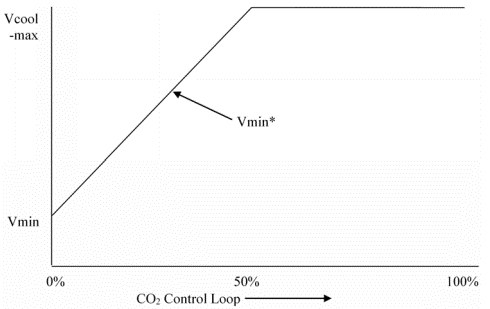 Vcool
-max
Vmin*
Vmin
0%
50%
100%
CO₂ Control Loop